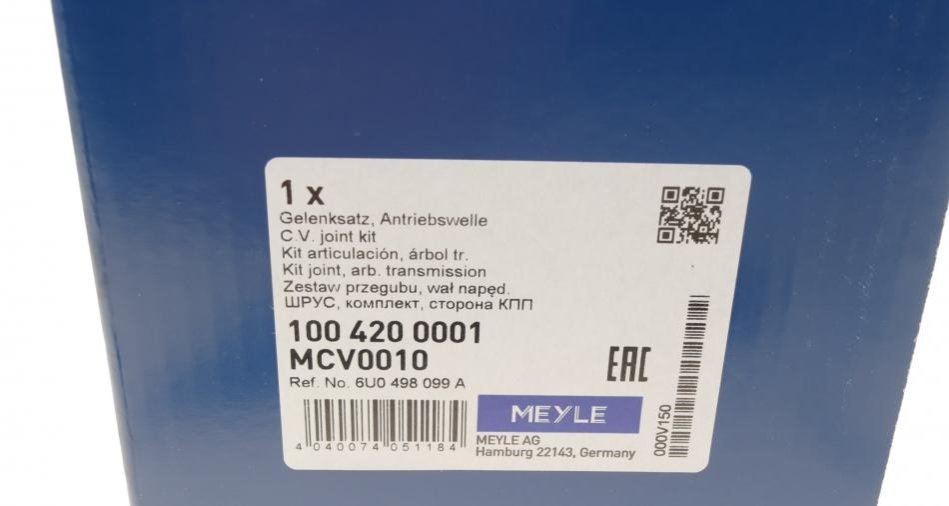 1 x
Gelenksatz, Antriebswelle
C.V. joint kit
Kit articulación, árbol tr.
Kit joint, arb. transmission
Zestaw przegubu, wał napęd.
ШРУС, комплект, сторона КПП
100 420 0001
MCV0010
Ref. No. 6U0 498 099 A
EAC
4 040074 051184
MEYLE
MEYLE AG
Hamburg 22143, Germany
000V150